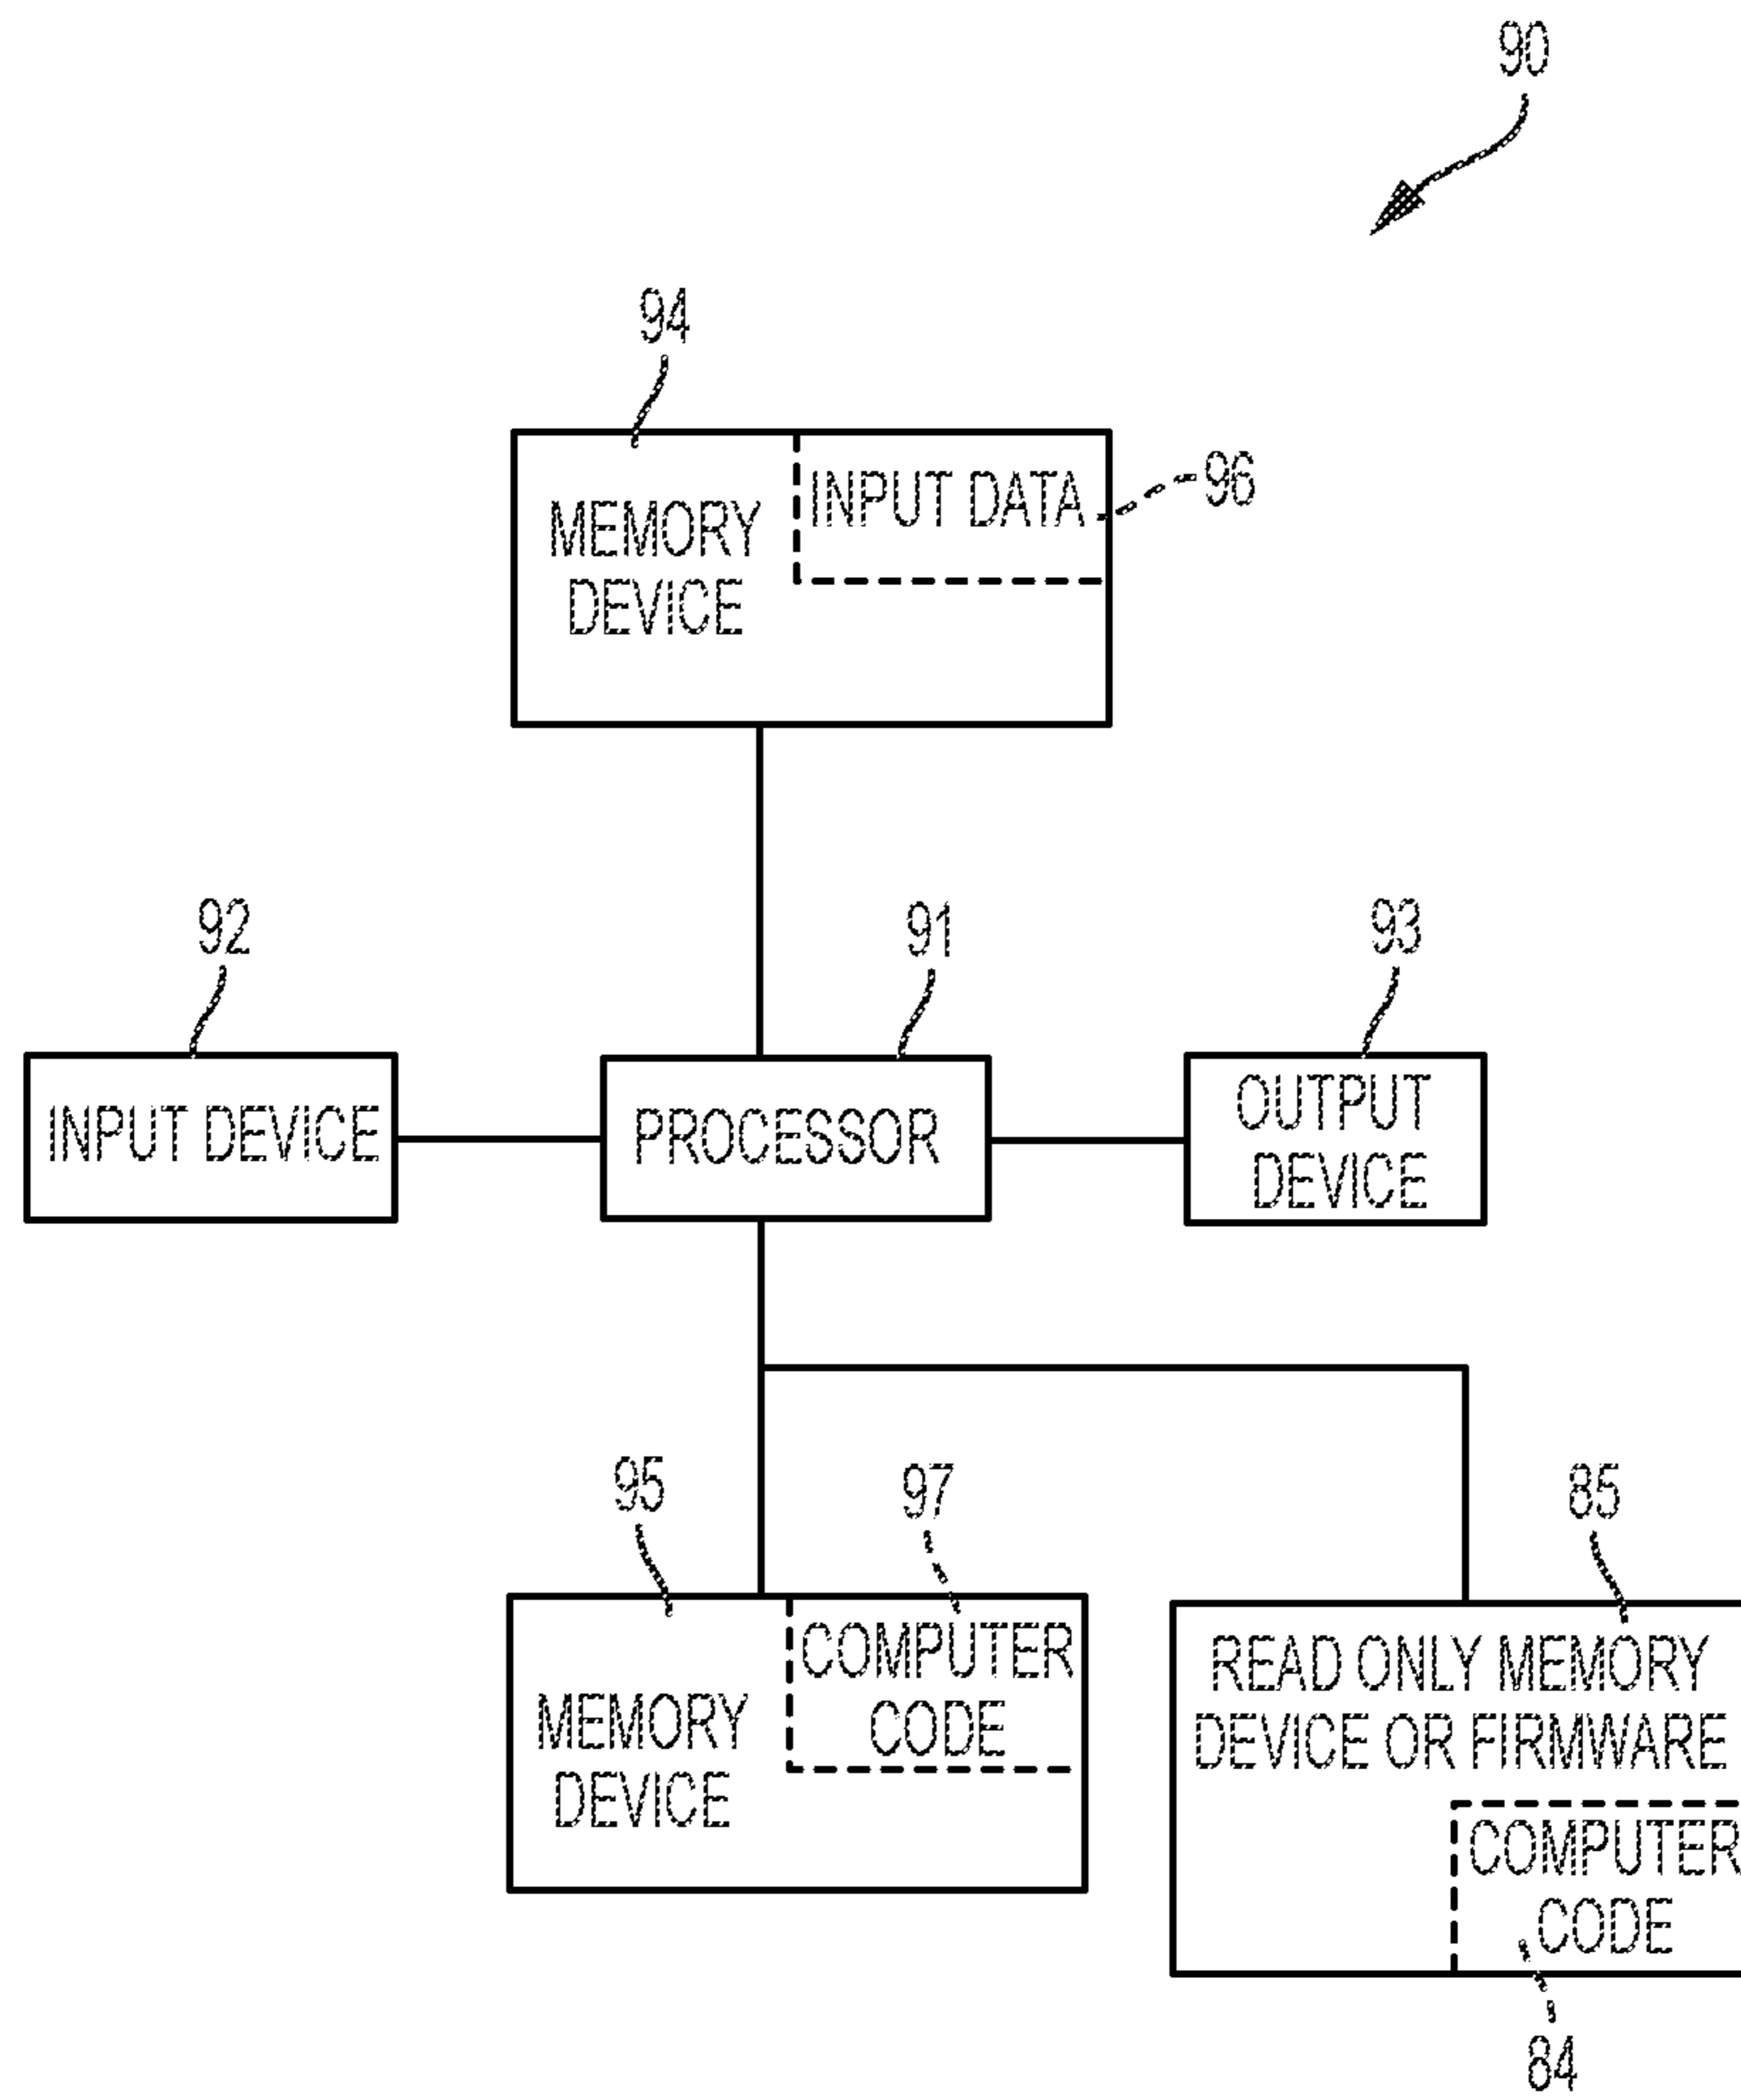 90
94
MEMORY
DEVICE
INPUT DATA
96
92
91
93
INPUT DEVICE
PROCESSOR
OUTPUT
DEVICE
95
97
85
MEMORY
DEVICE
COMPUTER
CODE
READ ONLY MEMORY
DEVICE OR FIRMWARE
COMPUTER
CODE
84